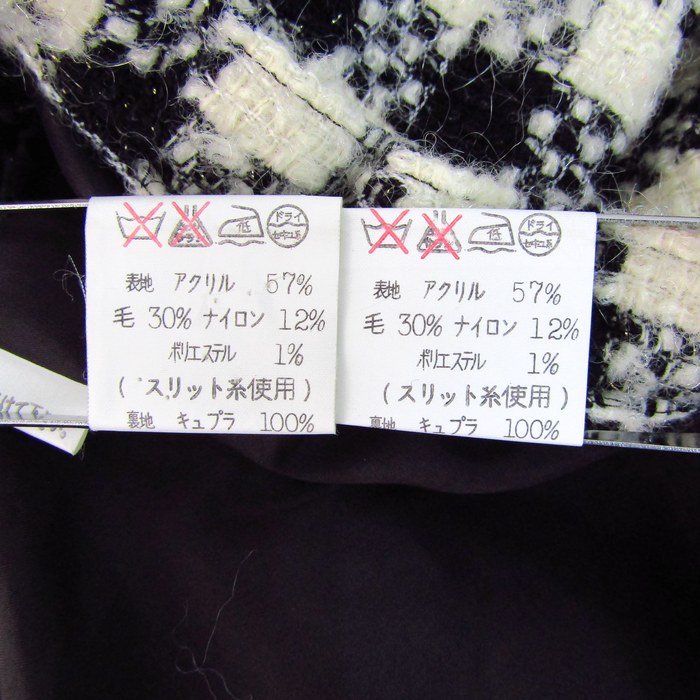 低 ドライ セキユ系
表地 アクリル 57%
毛 30% ナイロン 12%
ポリエステル 1%
(スリット糸使用)
裏地 キュプラ 100%
低 ドライ セキユ系
表地 アクリル 57%
毛 30% ナイロン 12%
ポリエステル 1%
(スリット糸使用)
裏地 キュプラ 100%